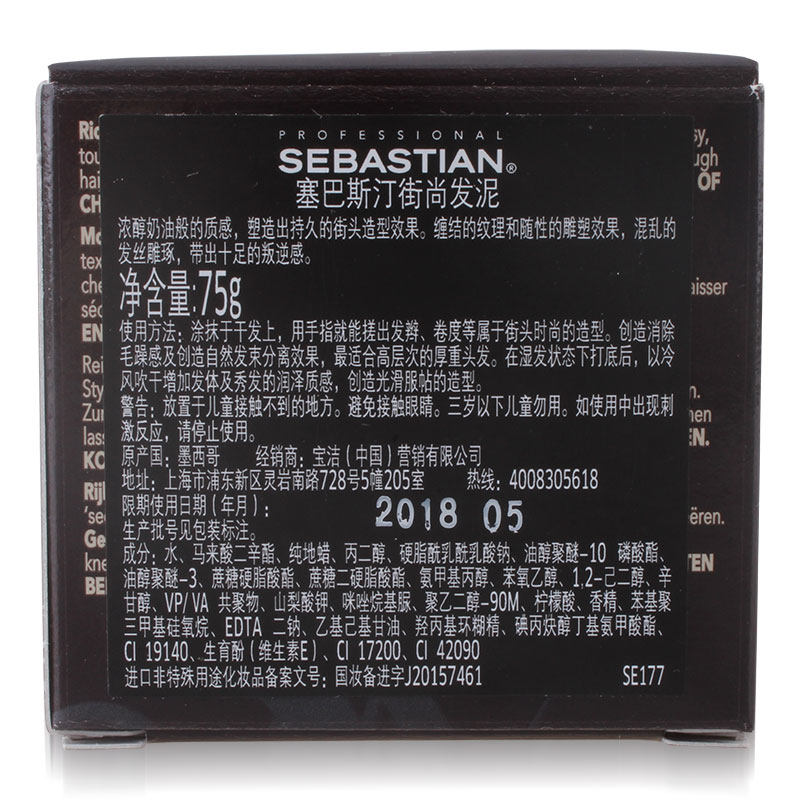 PROFESSIONAL
SEBASTIAN®
塞巴斯汀街尚发泥
浓醇奶油般的质感，塑造出持久的街头造型效果。缠结的纹理和随性的雕塑效果，混乱的
发丝雕琢，带出十足的叛逆感。
净含量:75g
使用方法：涂抹于干发上，用手指就能搓出发辫、卷度等属于街头时尚的造型。创造消除
毛躁感及创造自然发束分离效果，最适合高层次的厚重头发。在湿发状态下打底后，以冷
风吹干增加发体及秀发的润泽质感，创造光滑服帖的造型。
警告：放置于儿童接触不到的地方。避免接触眼睛。三岁以下儿童勿用。如使用中出现刺
激反应，请停止使用。
原产国：墨西哥 经销商：宝洁（中国）营销有限公司
地址：上海市浦东新区灵岩南路728号5幢205室 热线：4008305618
限期使用日期（年月）： 2018 05
生产批号见包装标注。
成分：水、马来酸二辛酯、纯地蜡、丙二醇、硬脂酰乳酰乳酸钠、油醇聚醚-10 磷酸酯、
油醇聚醚-3、蔗糖硬脂酸酯、蔗糖二硬脂酸酯、氨甲基丙醇、苯氧乙醇、1,2-己二醇、辛
甘醇、VP/VA 共聚物、山梨酸钾、咪唑烷基脲、聚乙二醇-90M、柠檬酸、香精、苯基聚
三甲基硅氧烷、EDTA 二钠、乙基己基甘油、羟丙基环糊精、碘丙炔醇丁基氨甲酸酯、
CI 19140、生育酚（维生素E）、CI 17200、CI 42090
进口非特殊用途化妆品备案文号：国妆备进字J20157461 SE177